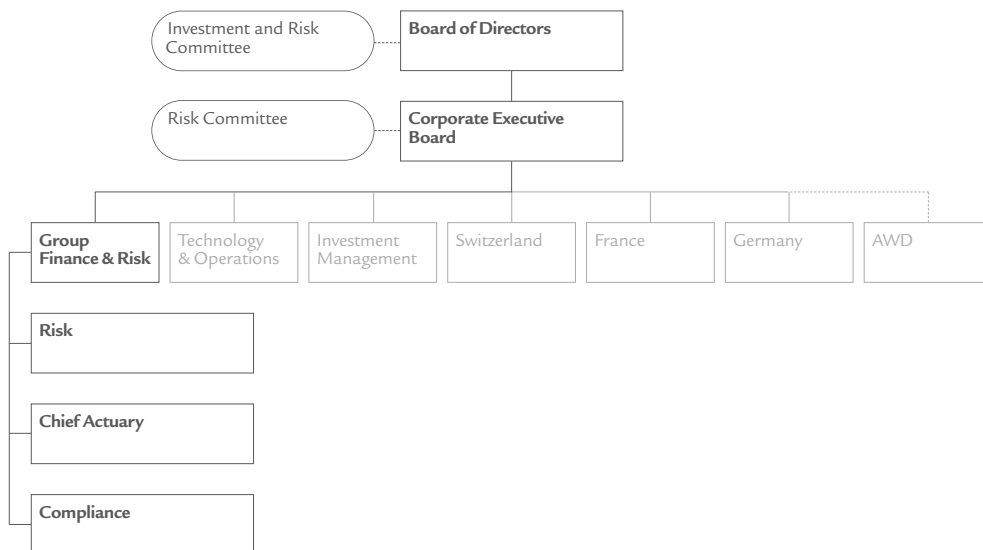 Investment and Risk
Committee
Board of Directors
Risk Committee
Corporate Executive
Board
Group
Finance & Risk
Technology
& Operations
Investment
Management
Switzerland
France
Germany
AWD
Risk
Chief Actuary
Compliance